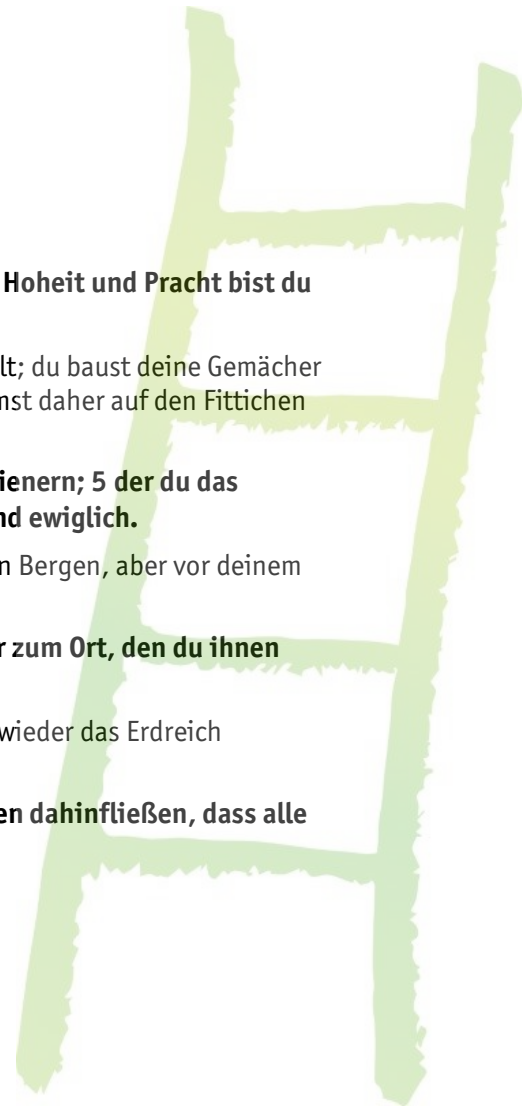 Hoheit und Pracht bist du
lt; du baust deine Gemächer
nst daher auf den Fittichen
ienern; 5 der du das
nd ewiglich.
n Bergen, aber vor deinem
r zum Ort, den du ihnen
wieder das Erdreich
en dahinfließen, dass alle